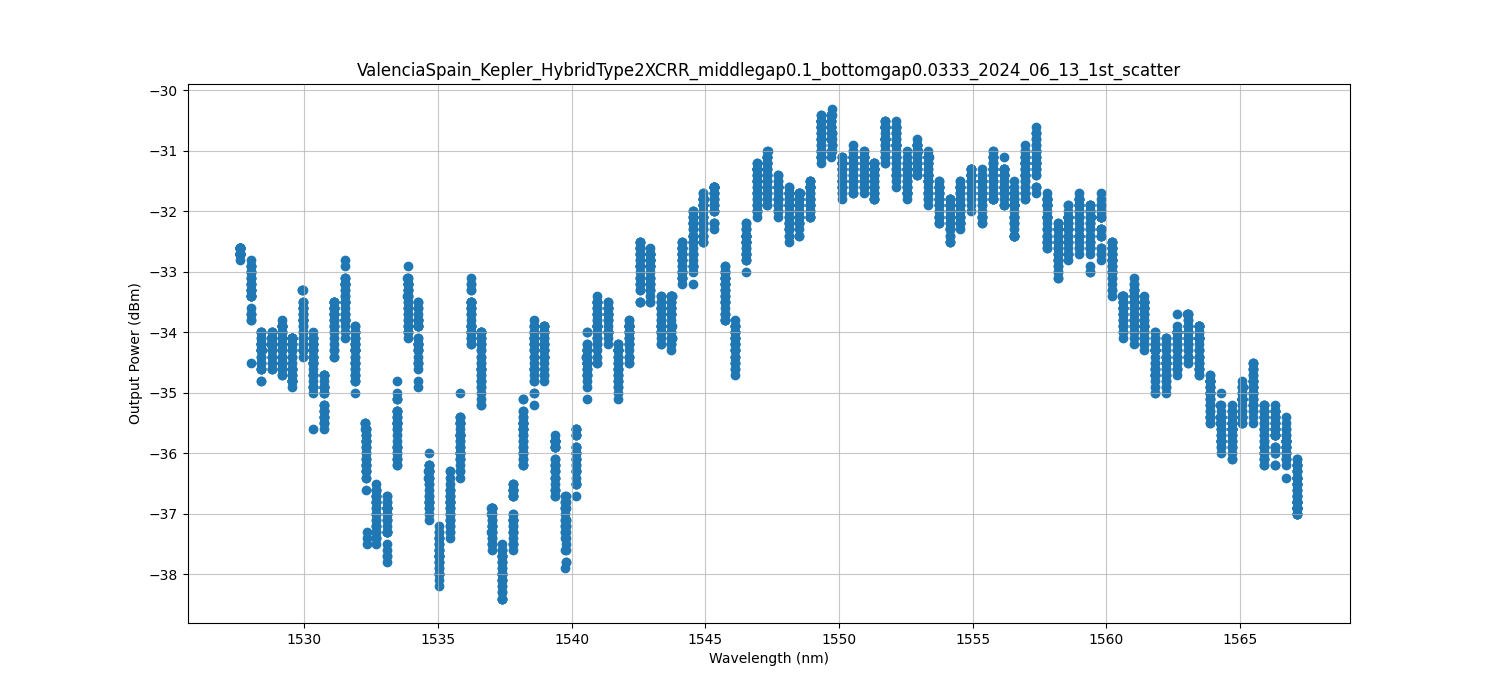 ValenciaSpain_Kepler_HybridType2XCRR_middlegap0.1_bottomgap0.0333_2024_06_13_1st_scatter
−30
−31
−32
−33
−34
−35
−36
−37
−38
Output Power (dBm)
1530 1535 1540 1545 1550 1555 1560 1565
Wavelength (nm)